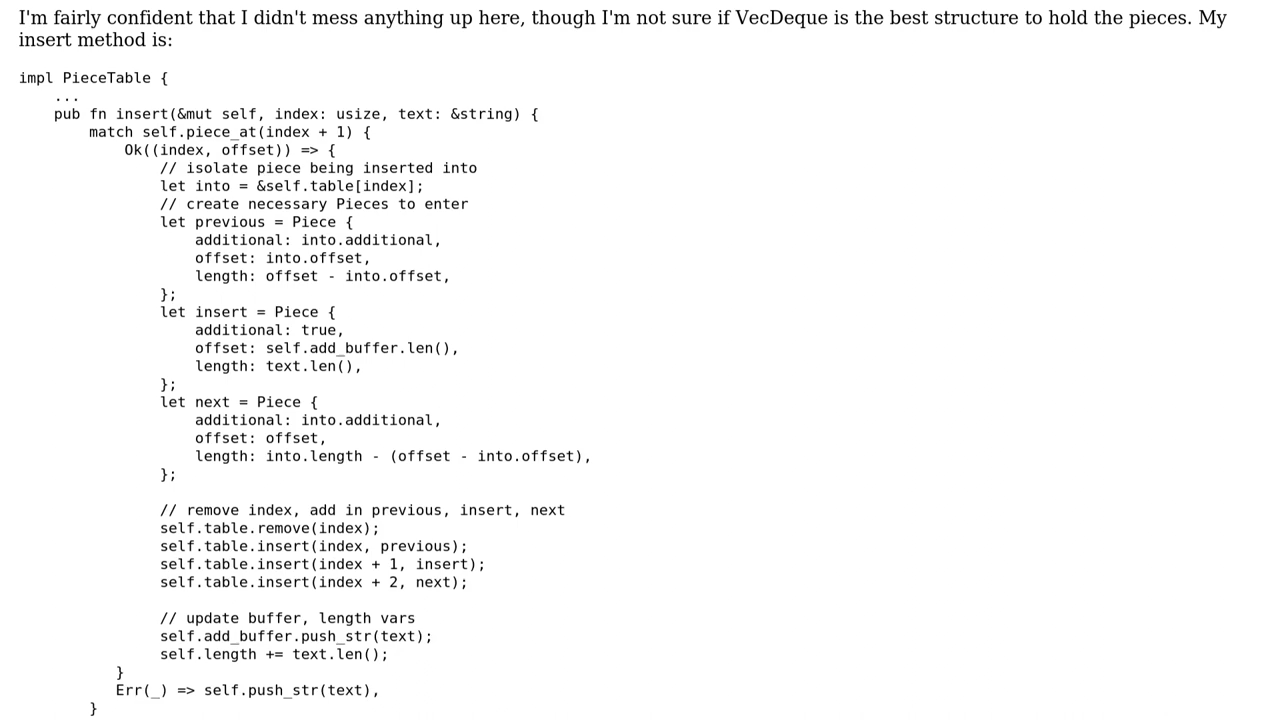 I'm fairly confident that I didn't mess anything up here, though I'm not sure if VecDeque is the best structure to hold the pieces. My
insert method is:
impl PieceTable {
    ...
    pub fn insert(&mut self, index: usize, text: &string) {
        match self.piece_at(index + 1) {
            Ok((index, offset)) => {
                // isolate piece being inserted into
                let into = &self.table[index];
                // create necessary Pieces to enter
                let previous = Piece {
                    additional: into.additional,
                    offset: into.offset,
                    length: offset - into.offset,
                };
                let insert = Piece {
                    additional: true,
                    offset: self.add_buffer.len(),
                    length: text.len(),
                };
                let next = Piece {
                    additional: into.additional,
                    offset: offset,
                    length: into.length - (offset - into.offset),
                };
                // remove index, add in previous, insert, next
                self.table.remove(index);
                self.table.insert(index, previous);
                self.table.insert(index + 1, insert);
                self.table.insert(index + 2, next);
                // update buffer, length vars
                self.add_buffer.push_str(text);
                self.length += text.len();
           }
           Err(_) => self.push_str(text),
        }